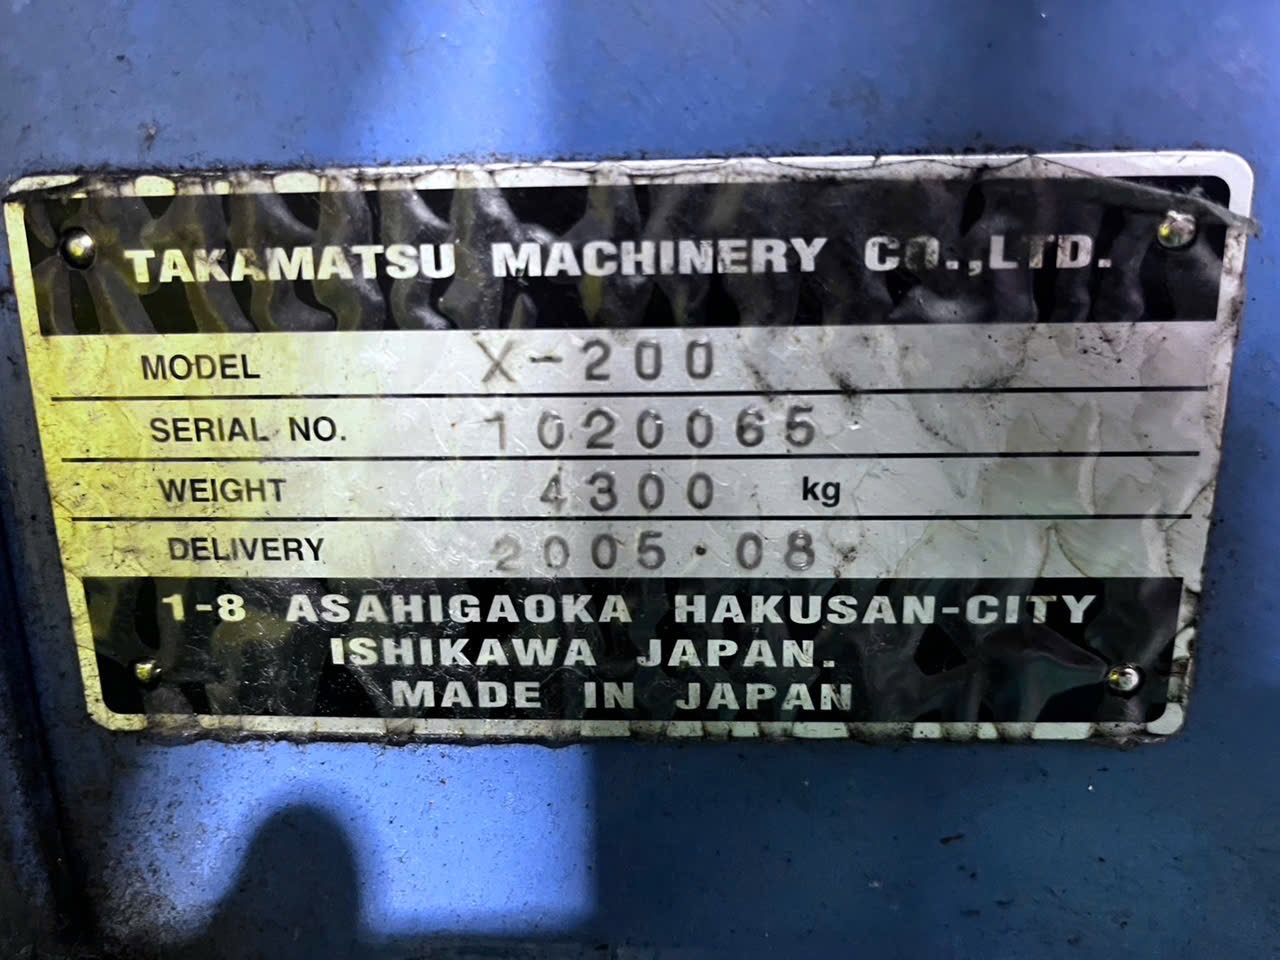 TAKAMATSU MACHINERY CO.,LTD.
MODEL X-200
SERIAL NO. 1020065
WEIGHT 4300 kg
DELIVERY 2005.08
1-8 ASAHIGAOKA HAKUSAN-CITY
ISHIKAWA JAPAN.
MADE IN JAPAN